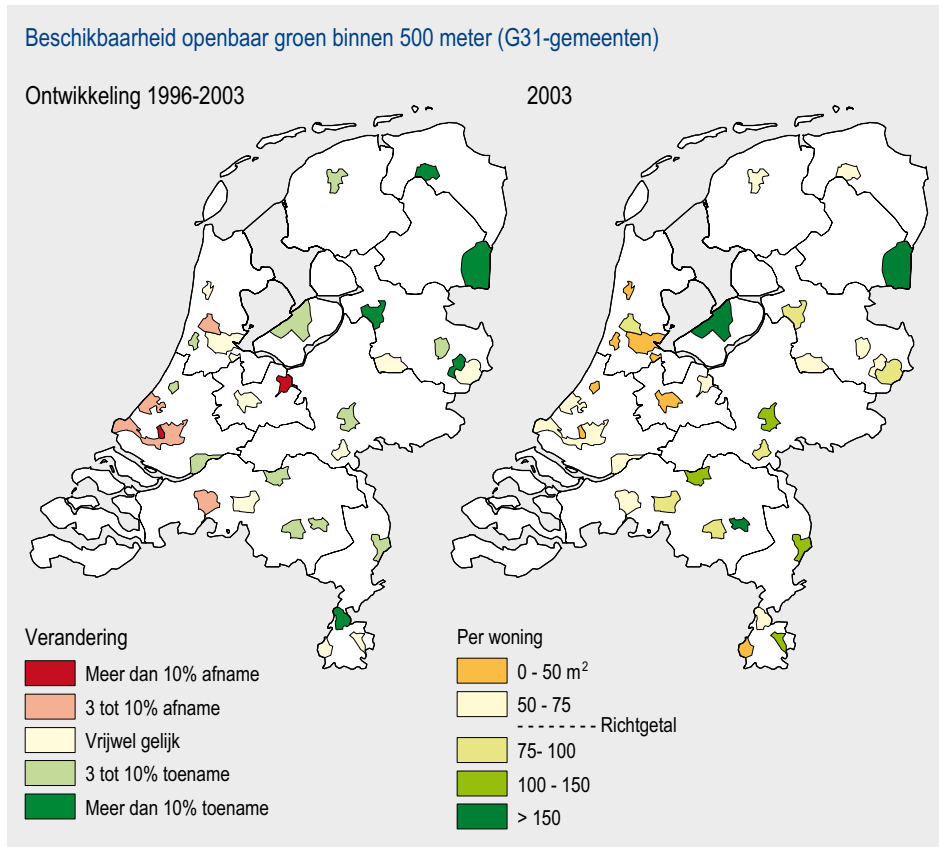 Beschikbaarheid openbaar groen binnen 500 meter (G31-gemeenten)
Ontwikkeling 1996-2003
2003
Verandering
Meer dan 10% afname
3 tot 10% afname
Vrijwel gelijk
3 tot 10% toename
Meer dan 10% toename
Per woning
0 - 50 m²
50 - 75
-------- Richtgetal
75- 100
100 - 150
> 150